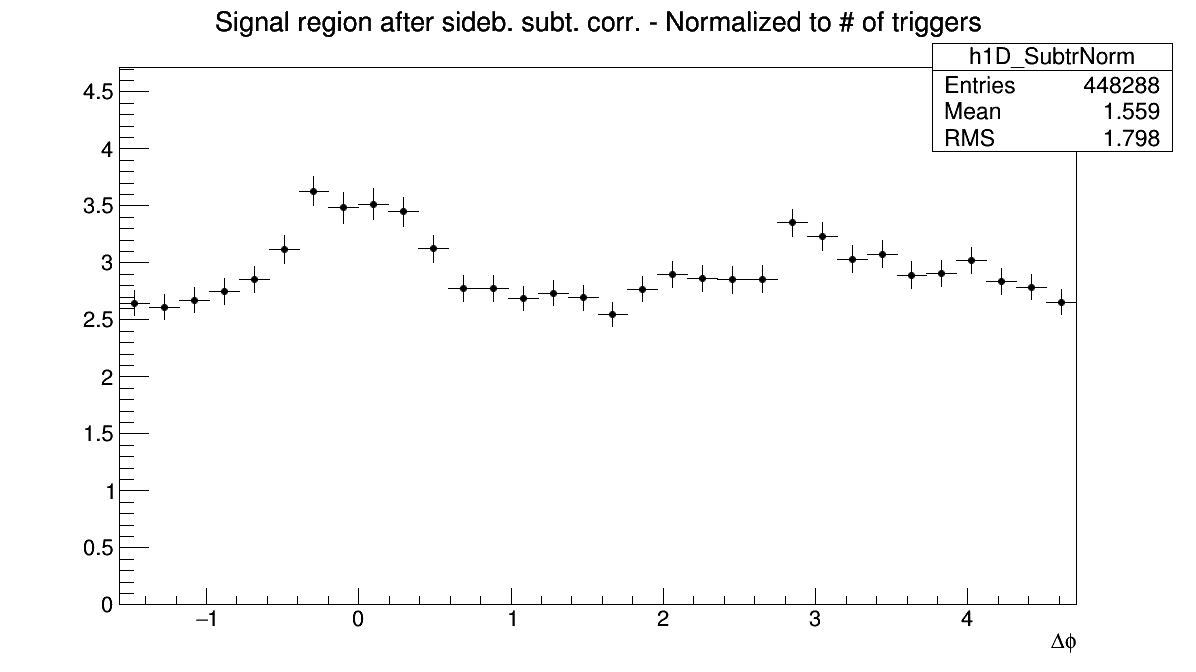 Signal region after sideb. subt. corr. - Normalized to # of triggers
h1D_SubtrNorm
Entries 448288
Mean 1.559
RMS 1.798
4.5
4
3.5
3
2.5
2
1.5
1
0.5
0
−1 0 1 2 3 4
Δϕ